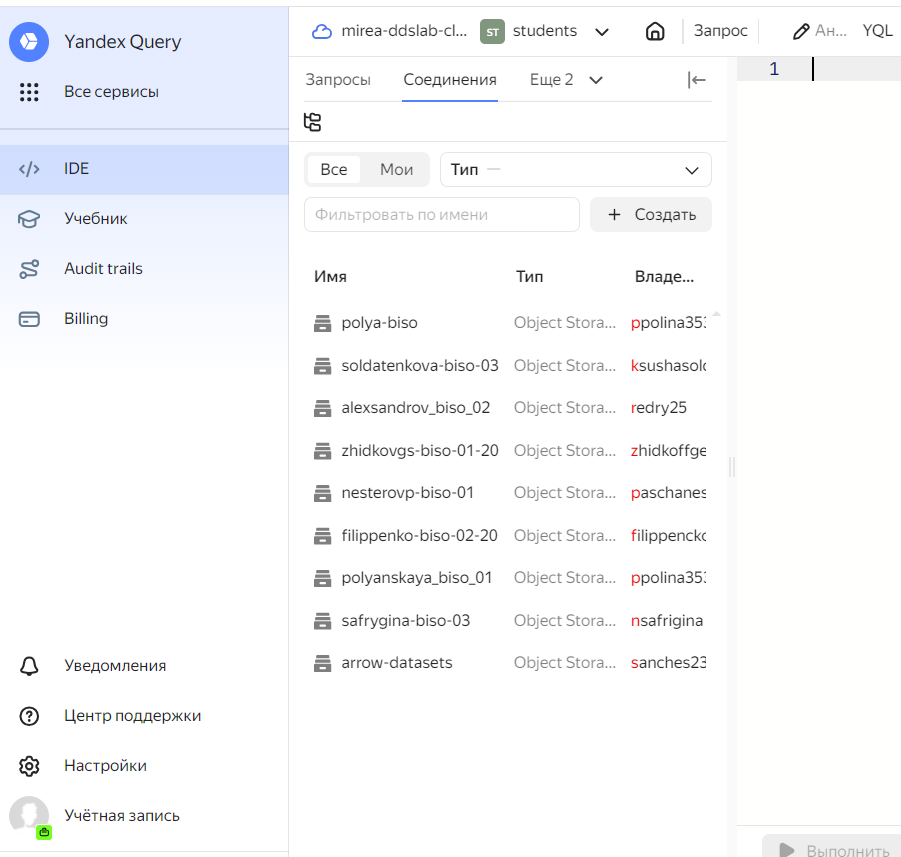 Yandex Query
Все сервисы
IDE
Учебник
Audit trails
Billing
Уведомления
Центр поддержки
Настройки
Учётная запись
mirea-ddslab-cl... ST students Запрос Ан... YQL
Запросы Соединения Еще 2
Все Мои Тип —
Фильтровать по имени + Создать
Имя Тип Владе...
polya-biso Object Stora... ppolina353
soldatenkova-biso-03 Object Stora... ksushasold
alexsandrov_biso_02 Object Stora... redry25
zhidkovgs-biso-01-20 Object Stora... zhidkoffge
nesterovp-biso-01 Object Stora... paschanes
filippenko-biso-02-20 Object Stora... filippencko
polyanskaya_biso_01 Object Stora... ppolina353
safrygina-biso-03 Object Stora... nsafrigina
arrow-datasets Object Stora... sanches23
1
Выполнить